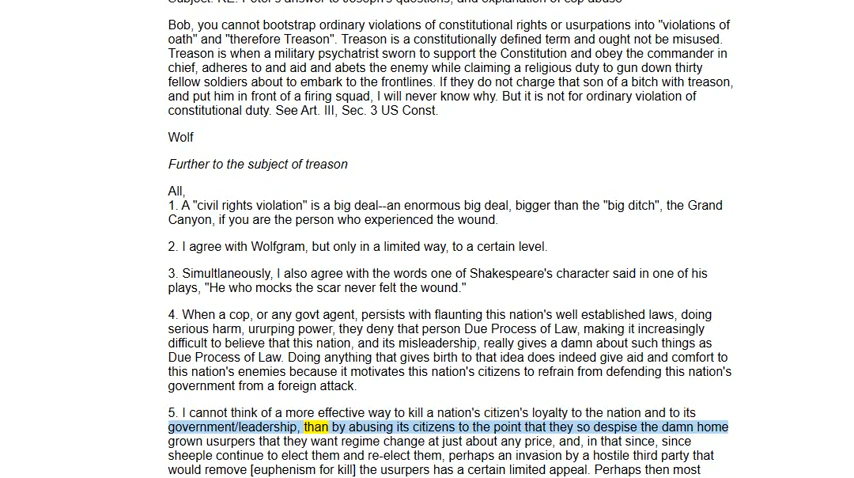 Subject: RE: Peter's answer to Joseph's questions, and explanation of cop abuse
Bob, you cannot bootstrap ordinary violations of constitutional rights or usurpations into "violations of
oath" and "therefore Treason". Treason is a constitutionally defined term and ought not be misused.
Treason is when a military psychatrist sworn to support the Constitution and obey the commander in
chief, adheres to and aid and abets the enemy while claiming a religious duty to gun down thirty
fellow soldiers about to embark to the frontlines. If they do not charge that son of a bitch with treason,
and put him in front of a firing squad, I will never know why. But it is not for ordinary violation of
constitutional duty. See Art. III, Sec. 3 US Const.
Wolf
Further to the subject of treason
All,
1. A "civil rights violation" is a big deal--an enormous big deal, bigger than the "big ditch", the Grand
Canyon, if you are the person who experienced the wound.
2. I agree with Wolfgram, but only in a limited way, to a certain level.
3. Simultlaneously, I also agree with the words one of Shakespeare's character said in one of his
plays, "He who mocks the scar never felt the wound."
4. When a cop, or any govt agent, persists with flaunting this nation's well established laws, doing
serious harm, ururping power, they deny that person Due Process of Law, making it increasingly
difficult to believe that this nation, and its misleadership, really gives a damn about such things as
Due Process of Law. Doing anything that gives birth to that idea does indeed give aid and comfort to
this nation's enemies because it motivates this nation's citizens to refrain from defending this nation's
government from a foreign attack.
5. I cannot think of a more effective way to kill a nation's citizen's loyalty to the nation and to its
government/leadership, than by abusing its citizens to the point that they so despise the damn home
grown usurpers that they want regime change at just about any price, and, in that since, since
sheeple continue to elect them and re-elect them, perhaps an invasion by a hostile third party that
would remove [euphenism for kill] the usurpers has a certain limited appeal. Perhaps then most